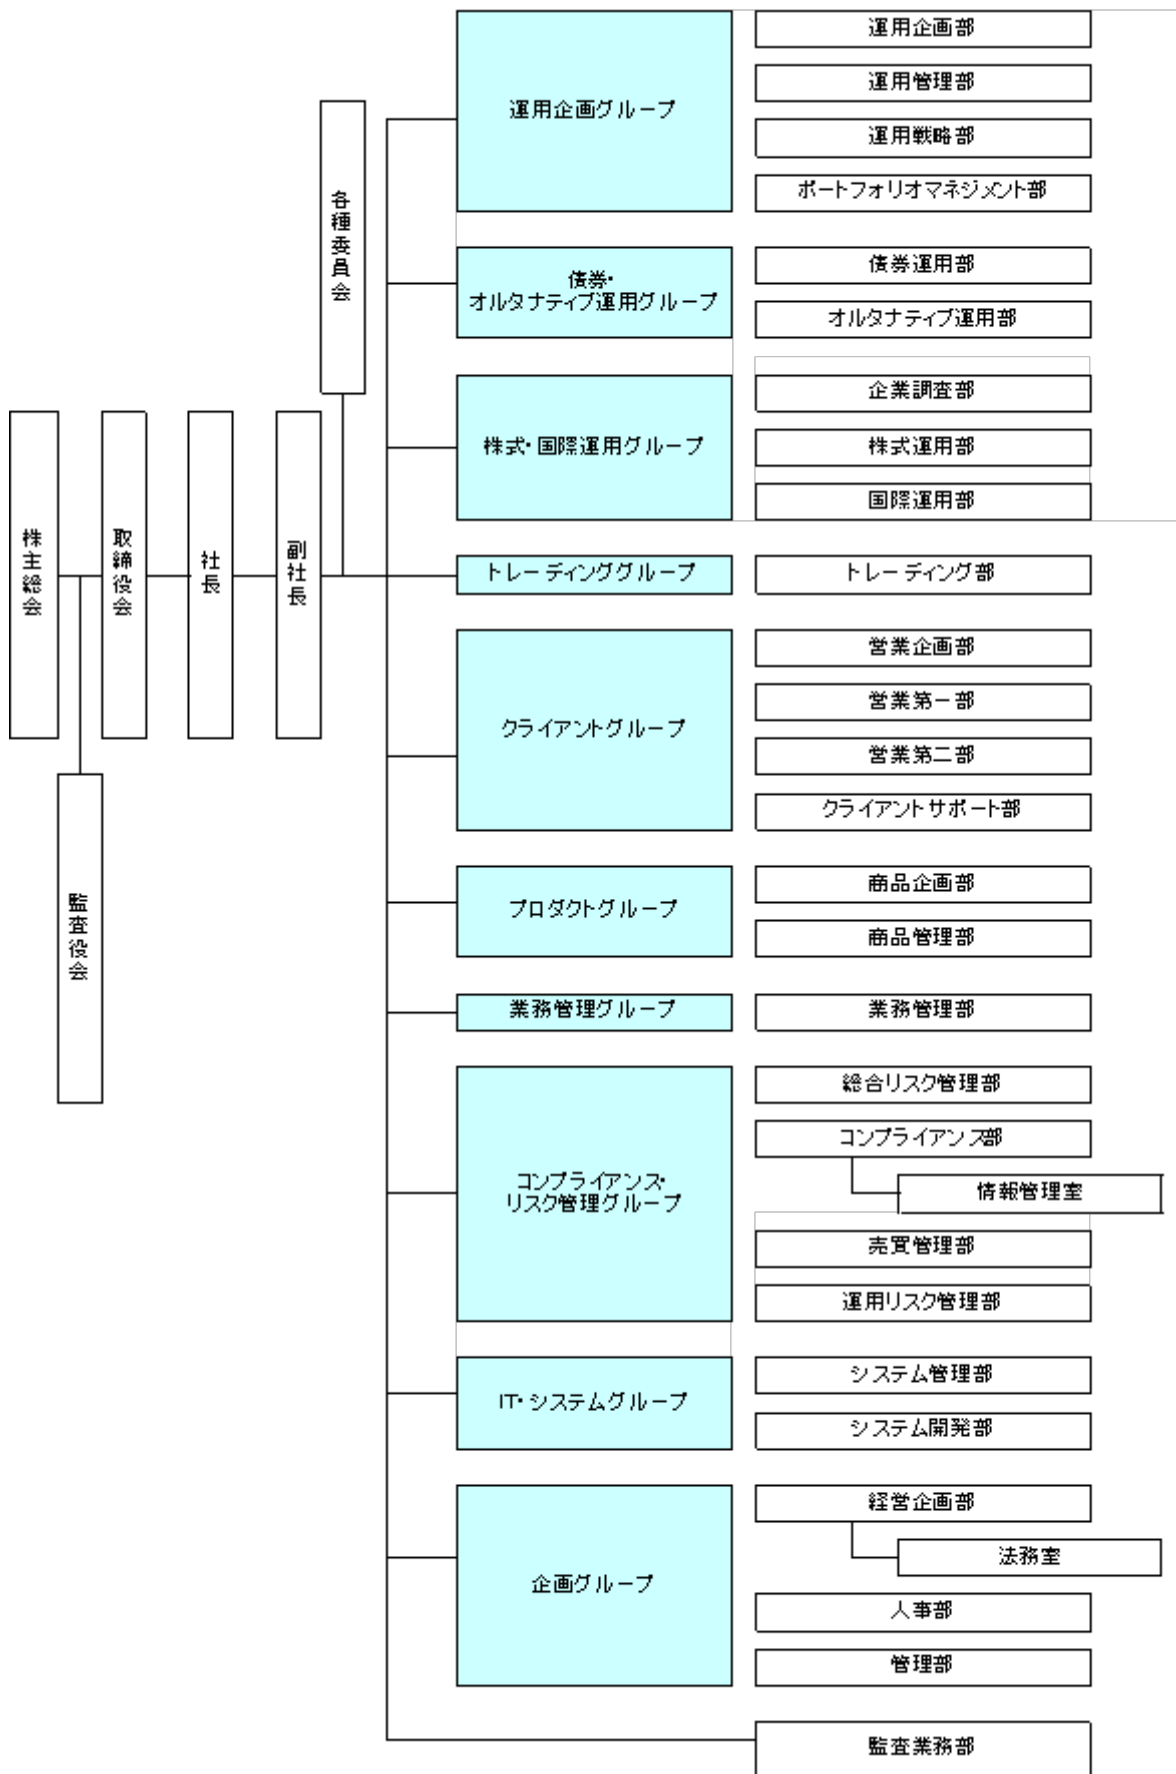 株主総会
取締役会
監査役会
社長
副社長
各種委員会
運用企画グループ
運用企画部
運用管理部
運用戦略部
ポートフォリオマネジメント部
債券・
オルタナティブ運用グループ
債券運用部
オルタナティブ運用部
株式・国際運用グループ
企業調査部
株式運用部
国際運用部
トレーディンググループ
トレーディング部
クライアントグループ
営業企画部
営業第一部
営業第二部
クライアントサポート部
プロダクトグループ
商品企画部
商品管理部
業務管理グループ
業務管理部
コンプライアンス・
リスク管理グループ
総合リスク管理部
コンプライアンス部
情報管理室
売買管理部
運用リスク管理部
IT・システムグループ
システム管理部
システム開発部
企画グループ
経営企画部
法務室
人事部
管理部
監査業務部